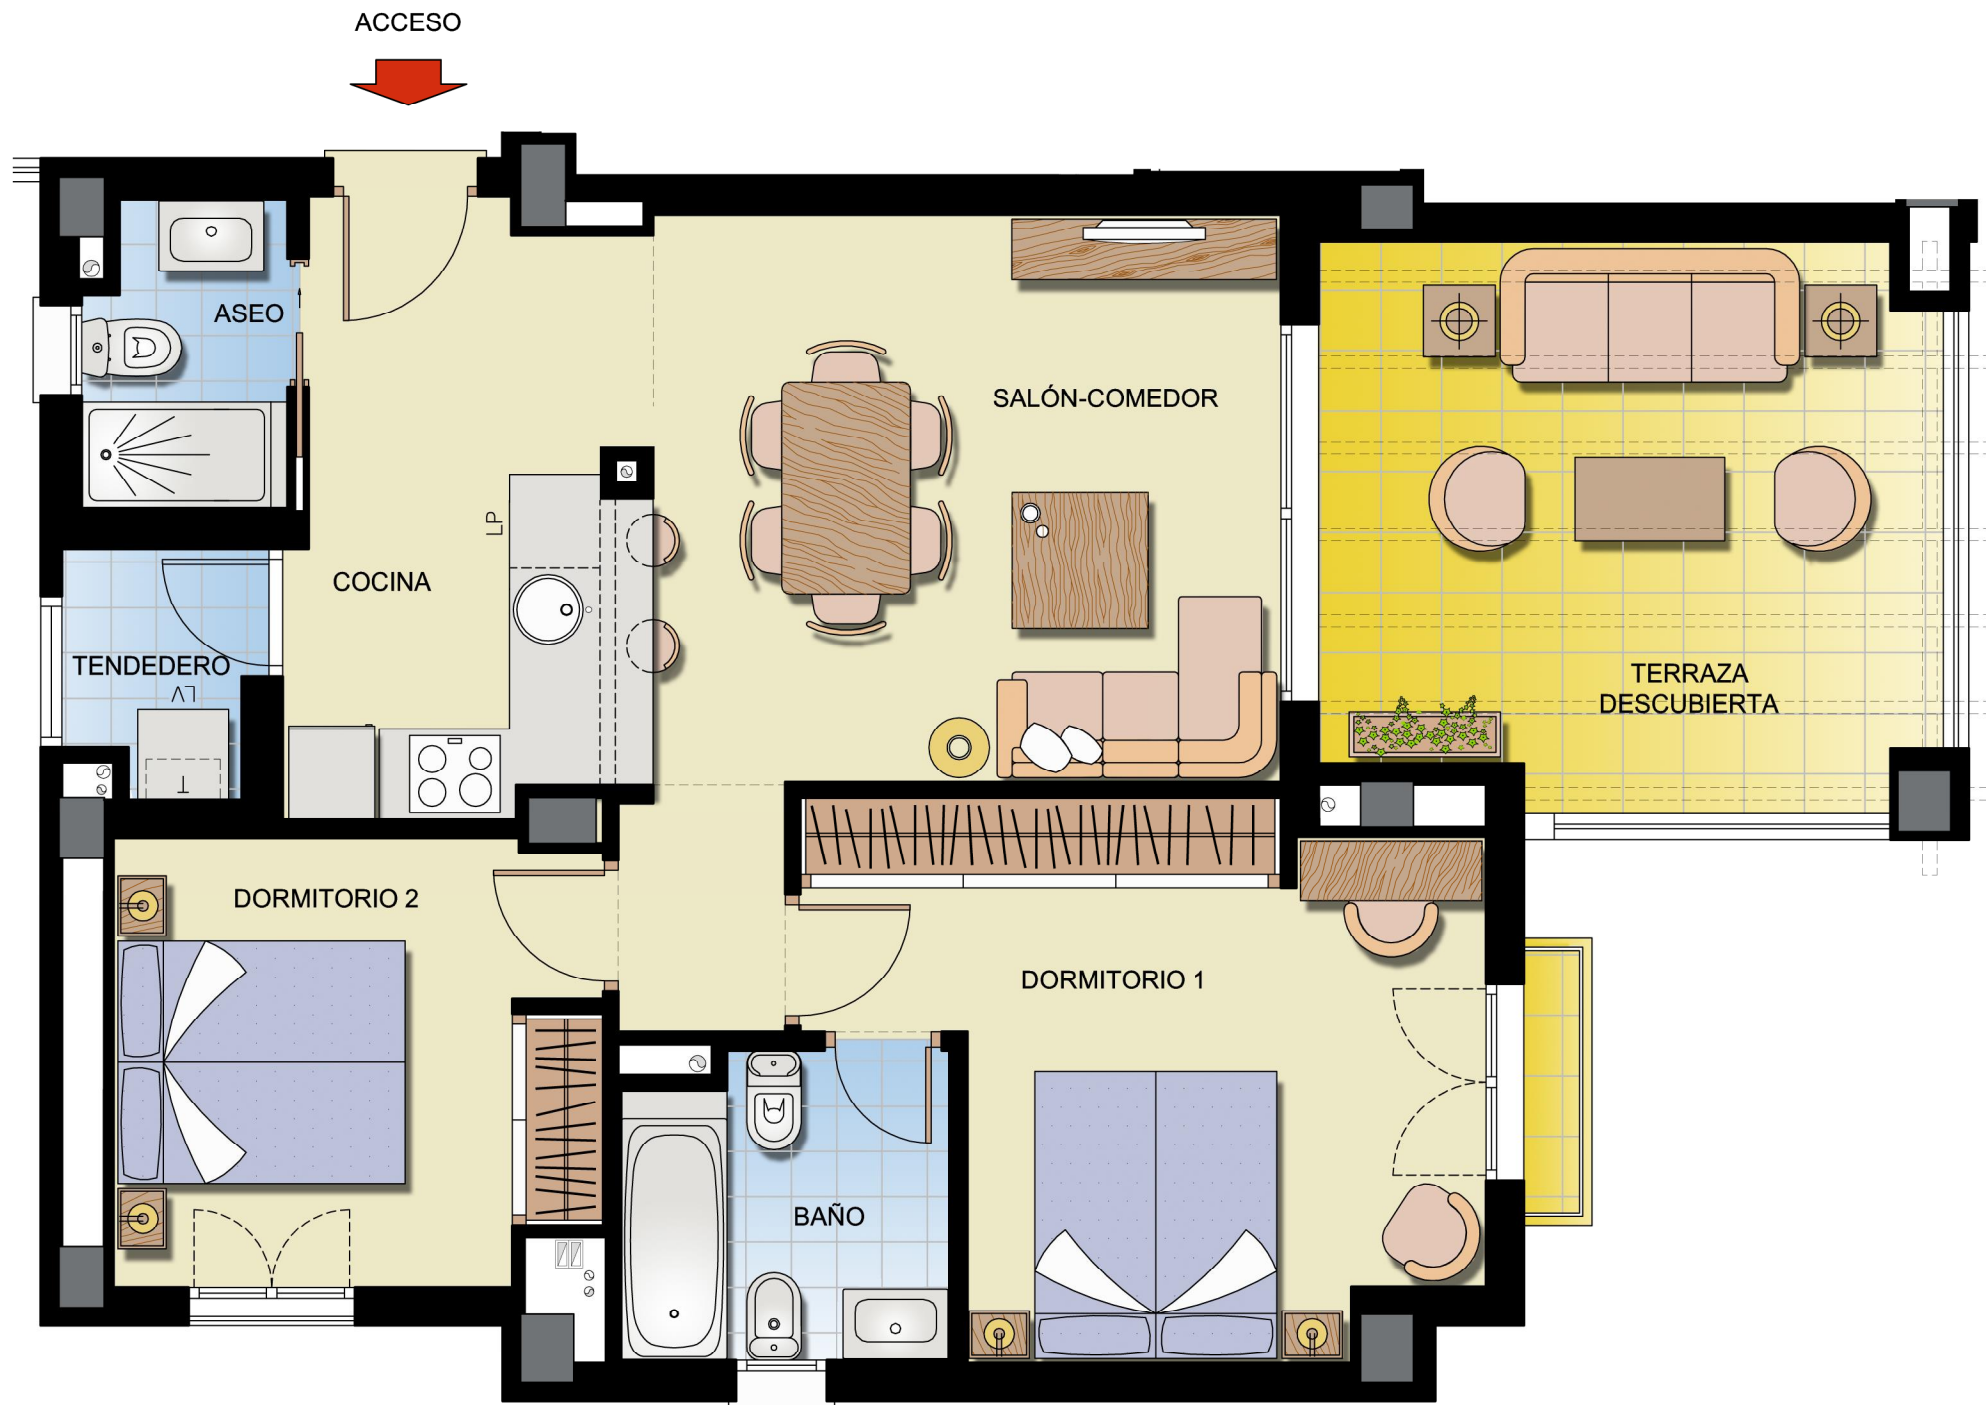 ACCESO
ASEO
SALÓN-COMEDOR
LP
COCINA
TENDEDERO
LV
TERRAZA
DESCUBIERTA
DORMITORIO 2
DORMITORIO 1
BAÑO